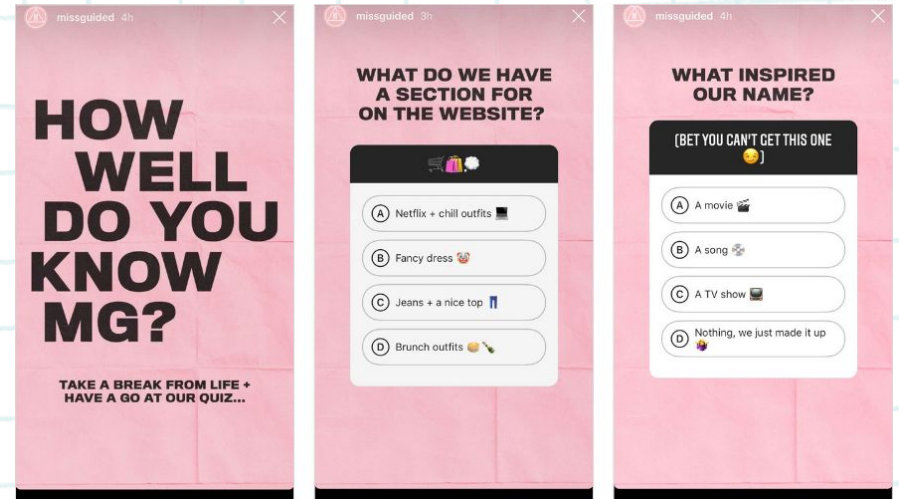 missguided 4h
HOW
WELL
DO YOU
KNOW
MG?
TAKE A BREAK FROM LIFE +
HAVE A GO AT OUR QUIZ...
missguided 3h
WHAT DO WE HAVE
A SECTION FOR
ON THE WEBSITE?
🛒🛍️💭
A Netflix + chill outfits 💻
B Fancy dress 🤡
C Jeans + a nice top 👖
D Brunch outfits 🥞🍾
missguided 4h
WHAT INSPIRED
OUR NAME?
(BET YOU CAN'T GET THIS ONE
😏)
A A movie 🎬
B A song 💿
C A TV show 📺
D Nothing, we just made it up
🤷‍♀️